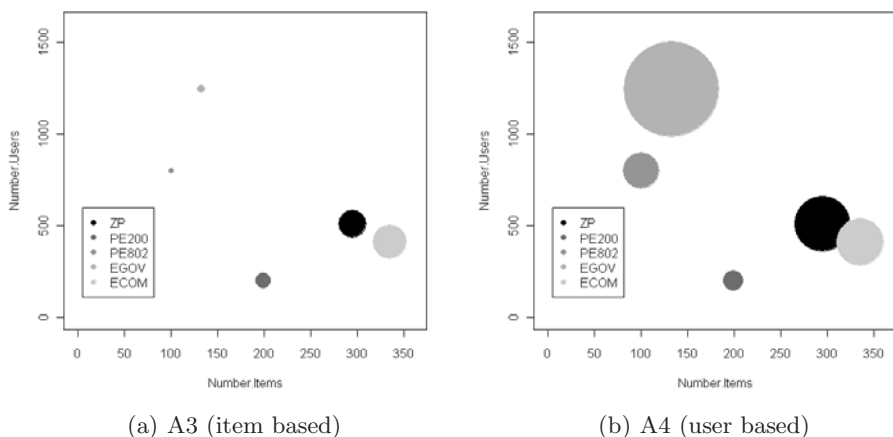 1500
1000
500
0
Number.Users
ZP
PE200
PE802
EGOV
ECOM
0 50 100 150 200 250 300 350
Number.Items
(a) A3 (item based)
1500
1000
500
0
Number.Users
ZP
PE200
PE802
EGOV
ECOM
0 50 100 150 200 250 300 350
Number.Items
(b) A4 (user based)